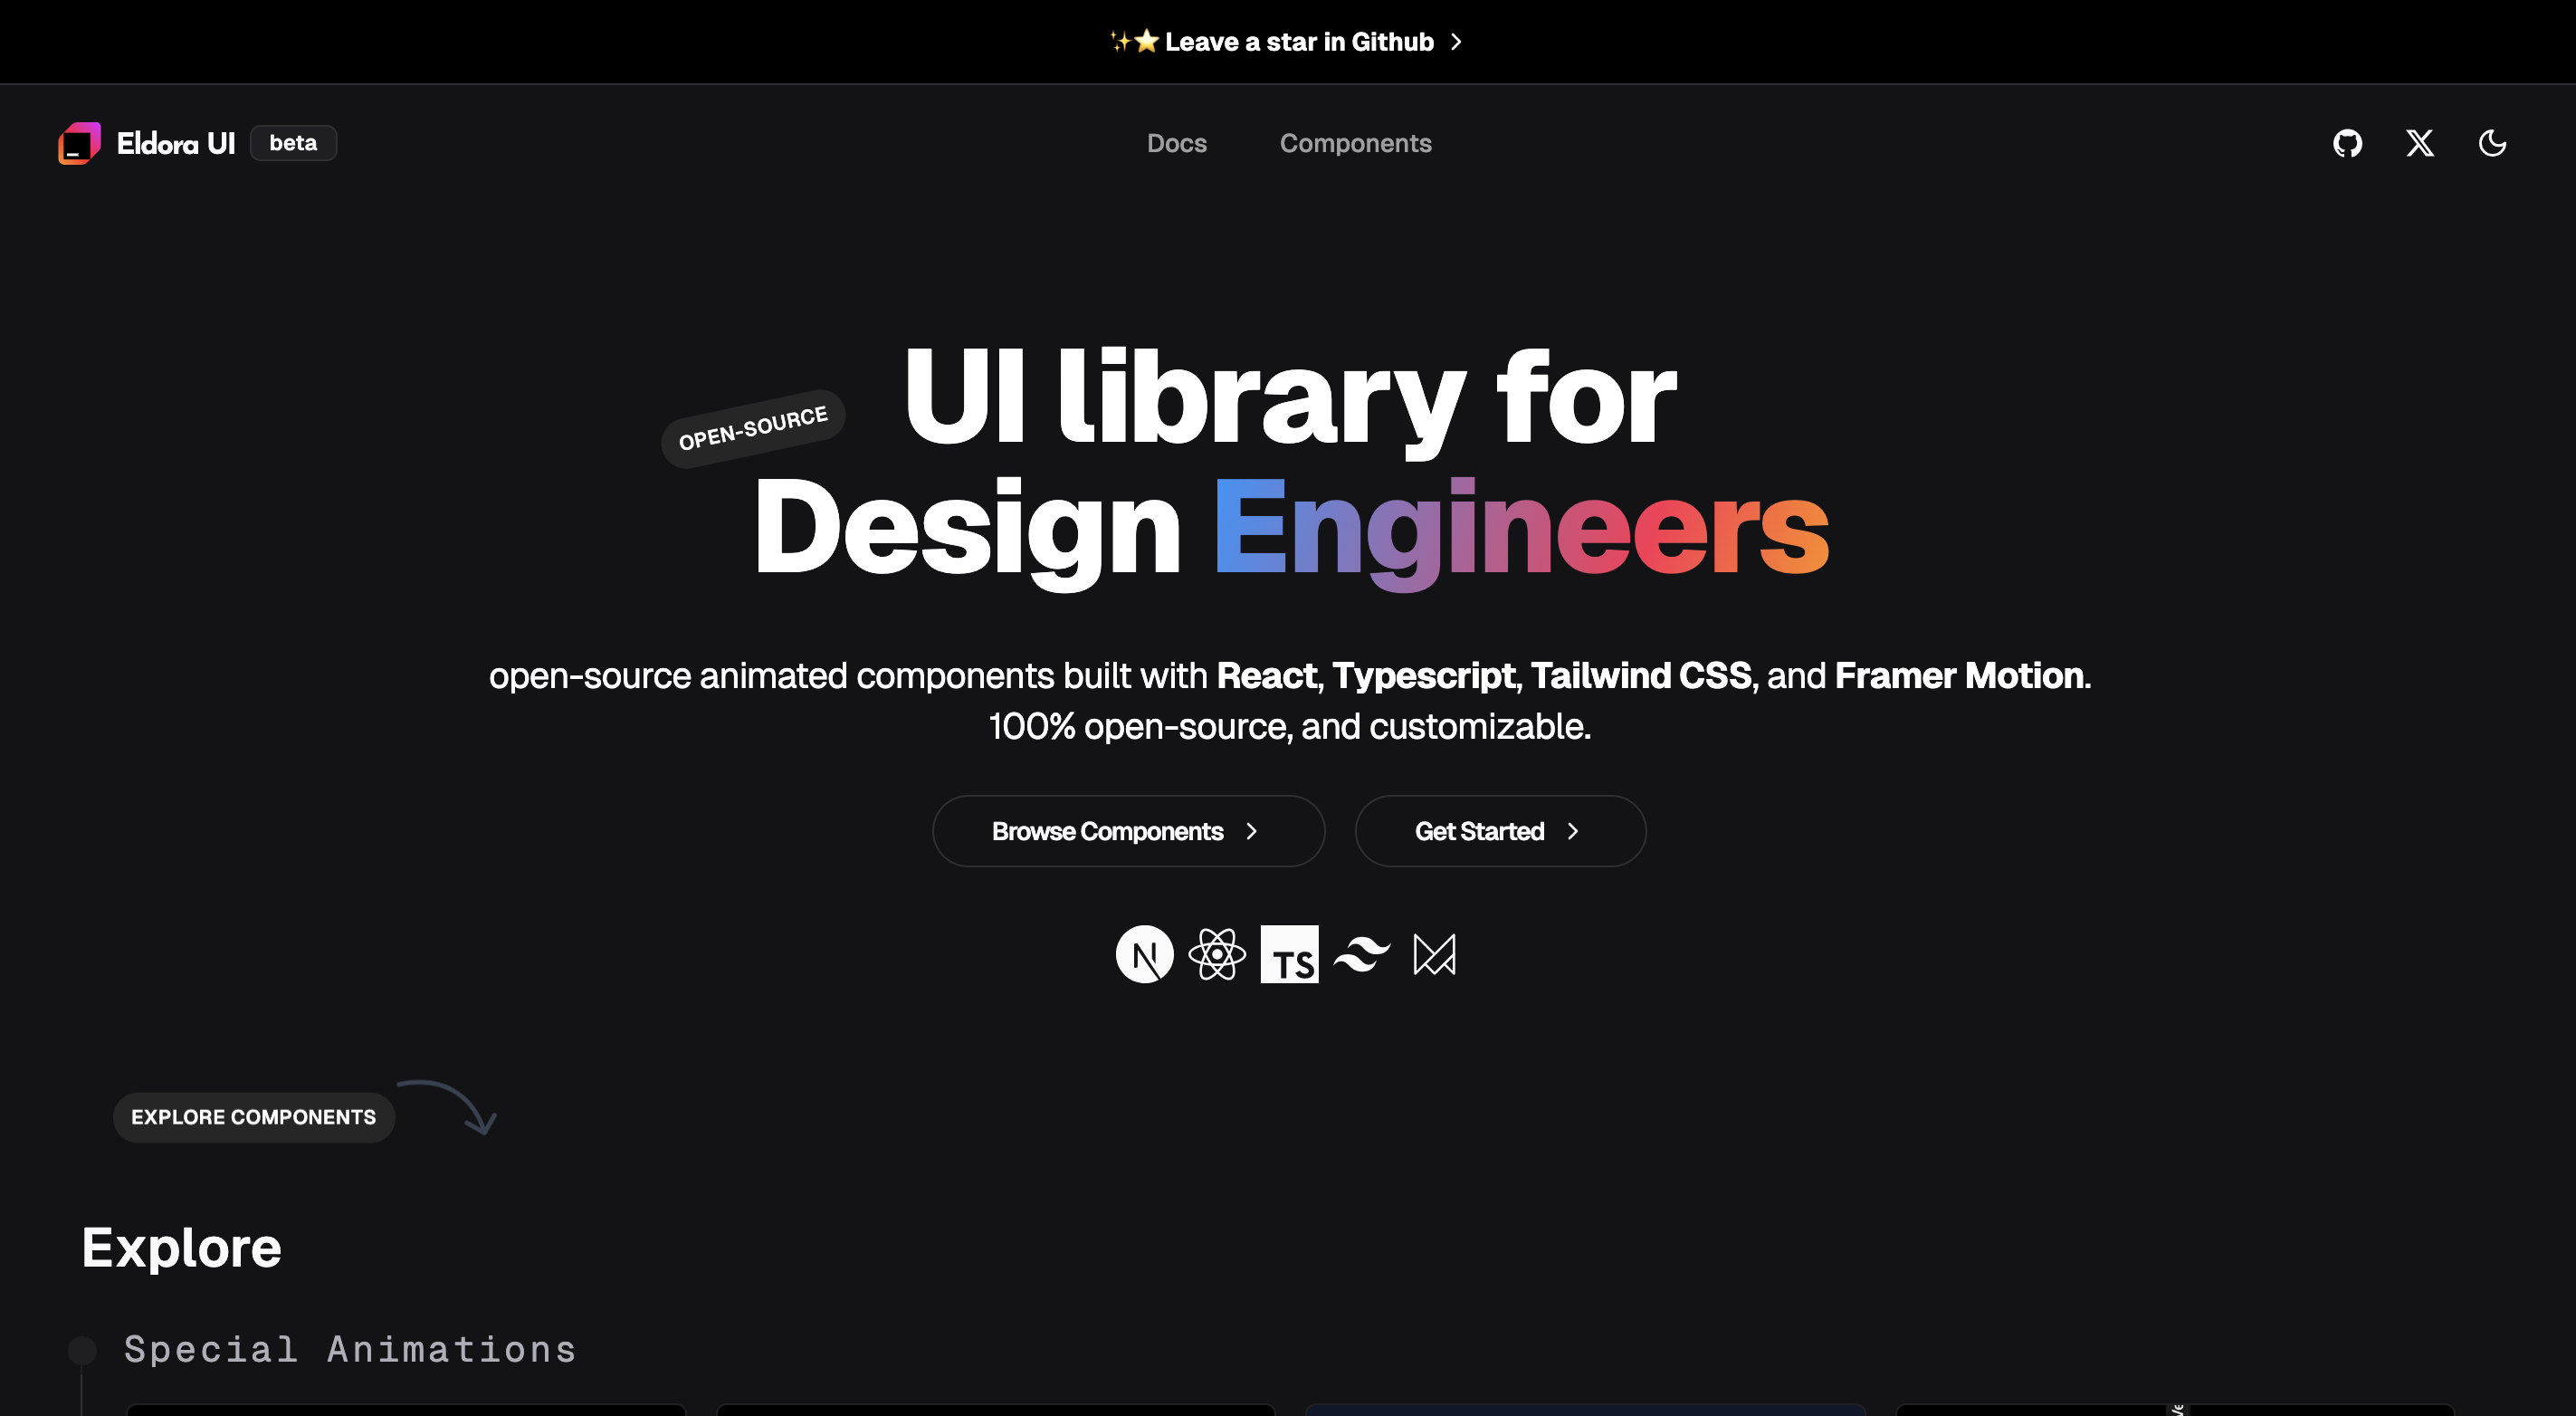 ✨⭐ Leave a star in Github
Eldora UI beta
Docs Components
OPEN-SOURCE
UI library for
Design Engineers
open-source animated components built with React, Typescript, Tailwind CSS, and Framer Motion.
100% open-source, and customizable.
Browse Components Get Started
N TS
EXPLORE COMPONENTS
Explore
Special Animations